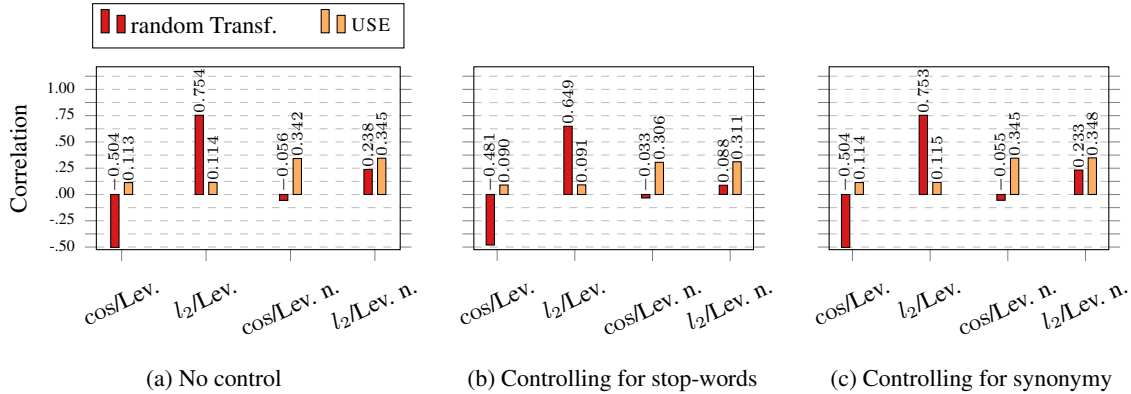 random Transf. USE
Correlation
1.00
.75
.50
.25
.00
-.25
-.50
−0.504 0.113 0.754 0.114 −0.056 0.342 0.238 0.345
cos/Lev. l2/Lev. cos/Lev. n. l2/Lev. n.
(a) No control
−0.481 0.090 0.649 0.091 −0.033 0.306 0.088 0.311
cos/Lev. l2/Lev. cos/Lev. n. l2/Lev. n.
(b) Controlling for stop-words
−0.504 0.114 0.753 0.115 −0.055 0.345 0.233 0.348
cos/Lev. l2/Lev. cos/Lev. n. l2/Lev. n.
(c) Controlling for synonymy